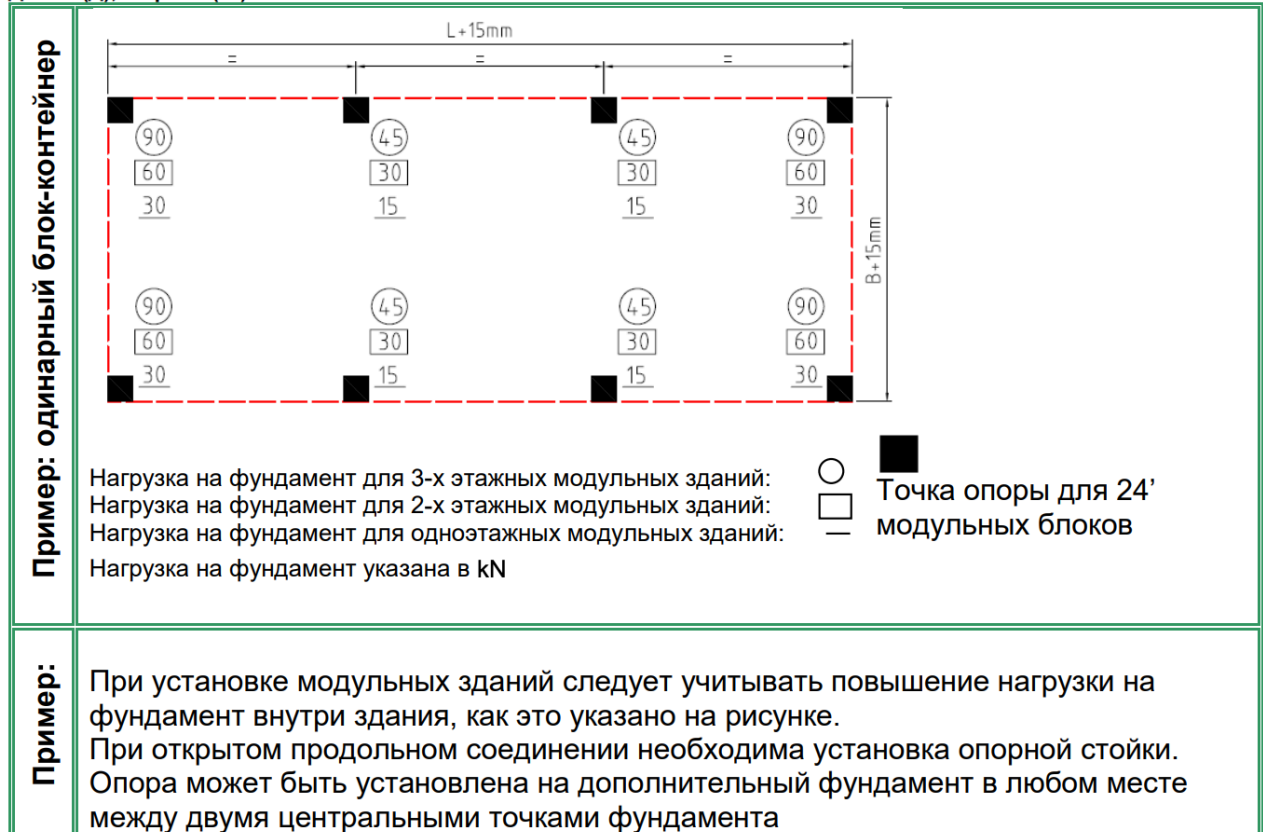 L+15mm
= = =
90 45 45 90
60 30 30 60
30 15 15 30
B+15mm
90 45 45 90
60 30 30 60
30 15 15 30
Пример: одинарный блок-контейнер
Нагрузка на фундамент для 3-х этажных модульных зданий:
Нагрузка на фундамент для 2-х этажных модульных зданий:
Нагрузка на фундамент для одноэтажных модульных зданий:
Нагрузка на фундамент указана в kN
Точка опоры для 24’
модульных блоков
Пример:
При установке модульных зданий следует учитывать повышение нагрузки на
фундамент внутри здания, как это указано на рисунке.
При открытом продольном соединении необходима установка опорной стойки.
Опора может быть установлена на дополнительный фундамент в любом месте
между двумя центральными точками фундамента